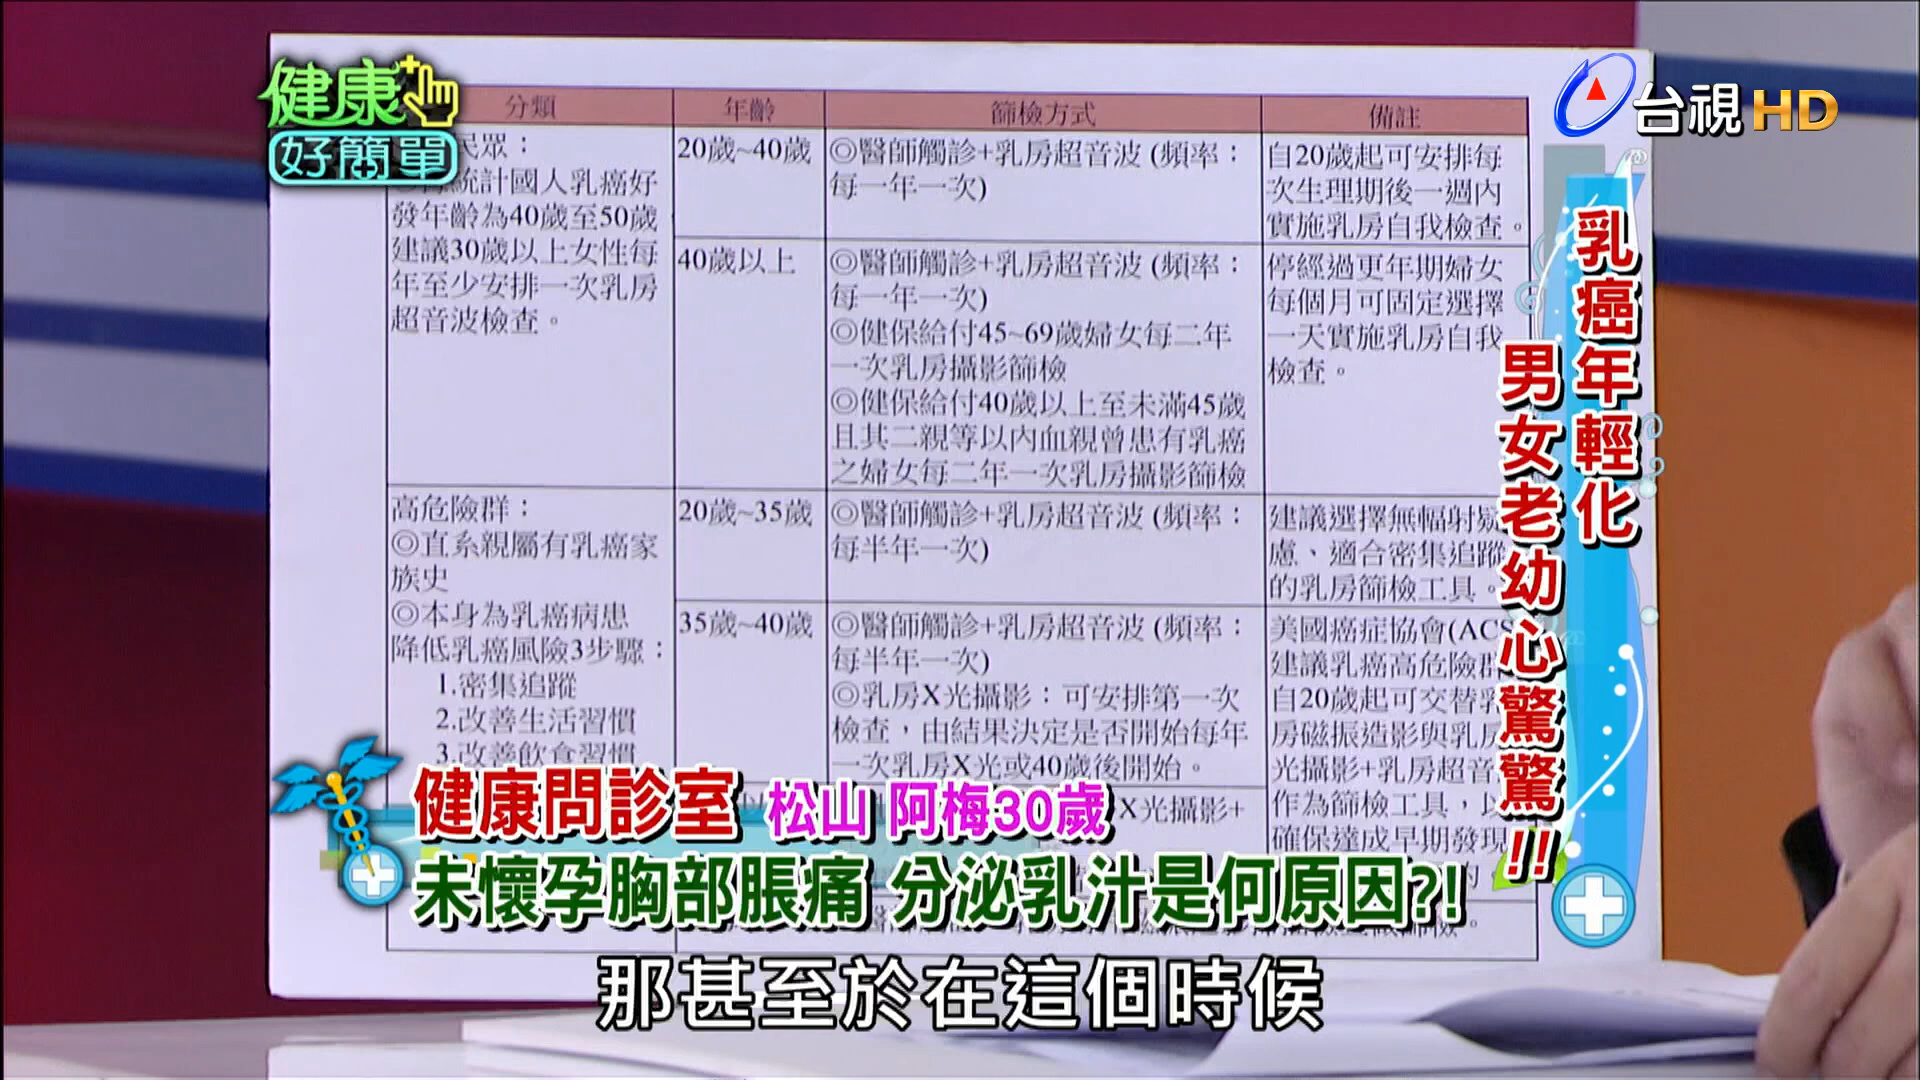 健康
好簡單
台視HD
分類
年齡
篩檢方式
備註
民眾：
統計國人乳癌好
發年齡為40歲至50歲
建議30歲以上女性每
年至少安排一次乳房
超音波檢查。
20歲~40歲
◎醫師觸診+乳房超音波 (頻率：
每一年一次)
自20歲起可安排每
次生理期後一週內
實施乳房自我檢查。
40歲以上
◎醫師觸診+乳房超音波 (頻率：
每一年一次)
◎健保給付45~69歲婦女每二年
一次乳房攝影篩檢
◎健保給付40歲以上至未滿45歲
且其二親等以內血親曾患有乳癌
之婦女每二年一次乳房攝影篩檢
停經過更年期婦女
每個月可固定選擇
一天實施乳房自我
檢查。
高危險群：
◎直系親屬有乳癌家
族史
◎本身為乳癌病患
降低乳癌風險3步驟：
1.密集追蹤
2.改善生活習慣
3.改善飲食習慣
20歲~35歲
◎醫師觸診+乳房超音波 (頻率：
每半年一次)
建議選擇無輻射疑
慮、適合密集追蹤
的乳房篩檢工具。
35歲~40歲
◎醫師觸診+乳房超音波 (頻率：
每半年一次)
◎乳房X光攝影：可安排第一次
檢查，由結果決定是否開始每年
一次乳房X光或40歲後開始。
美國癌症協會(ACS
建議乳癌高危險群
自20歲起可交替乳
房磁振造影與乳房
光攝影+乳房超音
作為篩檢工具，以
確保達成早期發現
X光攝影+
乳癌年輕化
男女老幼心驚驚!!
健康問診室 松山 阿梅30歲
未懷孕胸部脹痛 分泌乳汁是何原因?!
那甚至於在這個時候